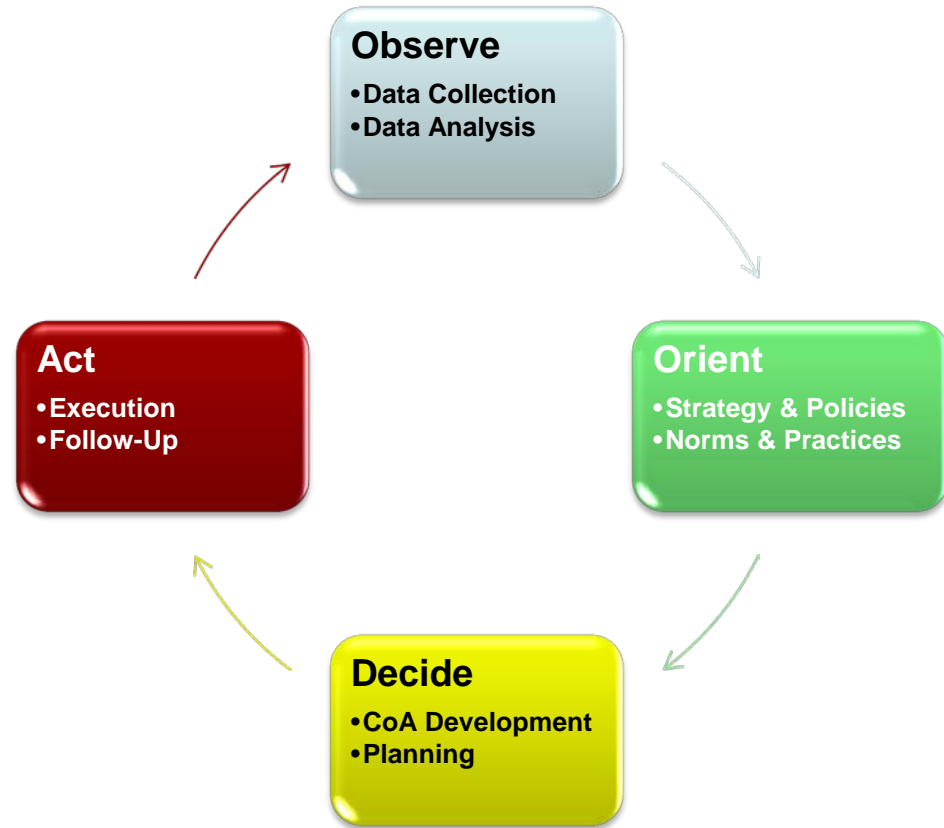 Observe
•Data Collection
•Data Analysis
Orient
•Strategy & Policies
•Norms & Practices
Decide
•CoA Development
•Planning
Act
•Execution
•Follow-Up